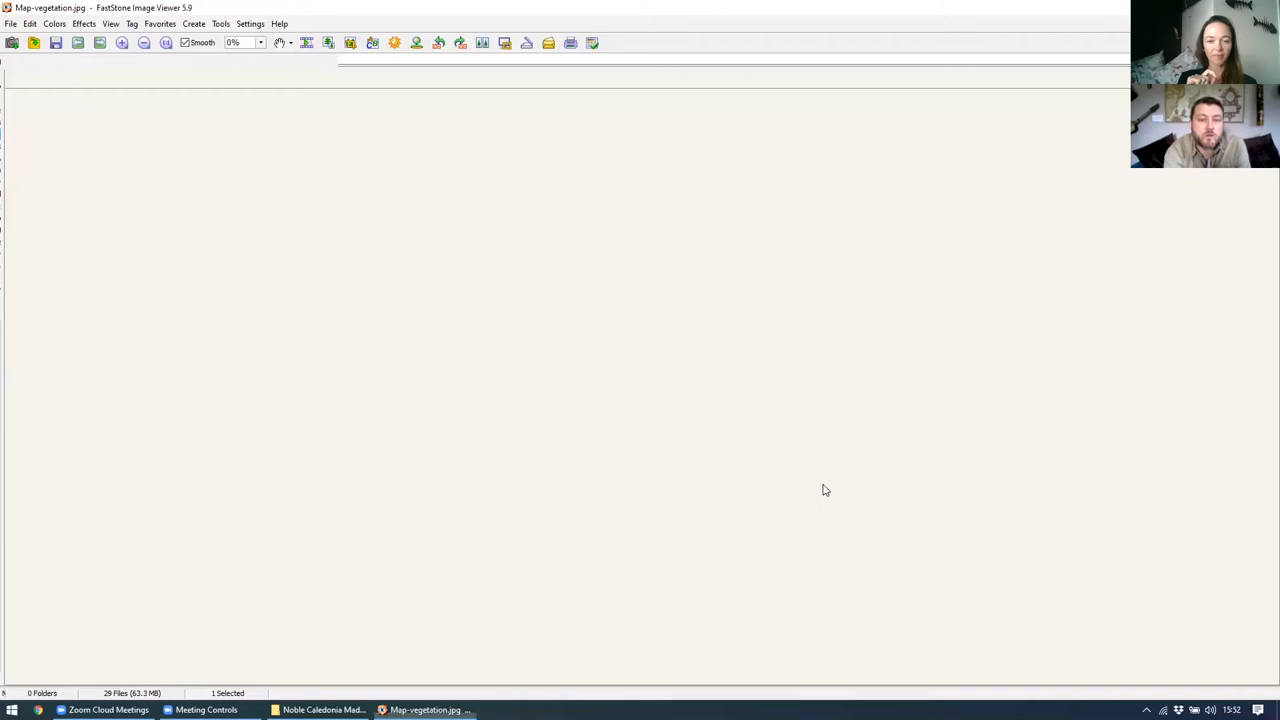 Map-vegetation.jpg - FastStone Image Viewer 5.9
File Edit Colors Effects View Tag Favorites Create Tools Settings Help
Smooth 0%
0 Folders 29 Files (63.3 MB) 1 Selected
Zoom Cloud Meetings Meeting Controls Noble Caledonia Mad... Map-vegetation.jpg ... 15:52